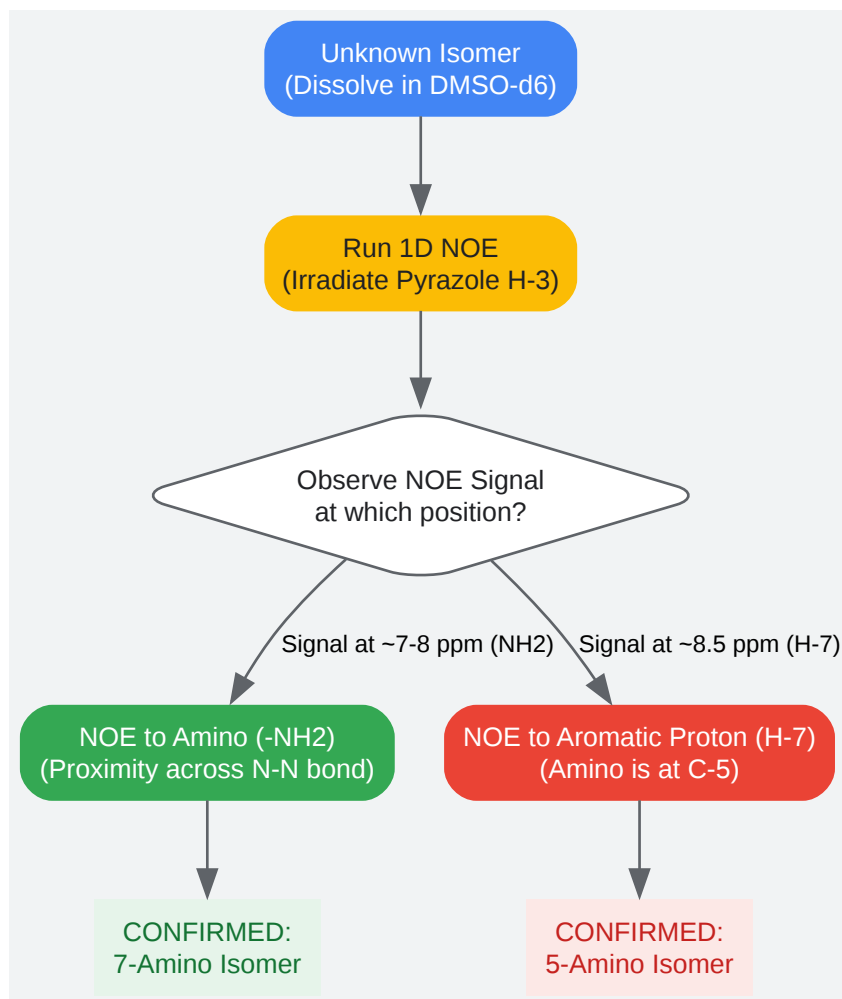 Unknown Isomer
(Dissolve in DMSO-d6)
Run 1D NOE
(Irradiate Pyrazole H-3)
Observe NOE Signal
at which position?
Signal at ~7-8 ppm (NH2)
Signal at ~8.5 ppm (H-7)
NOE to Amino (-NH2)
(Proximity across N-N bond)
NOE to Aromatic Proton (H-7)
(Amino is at C-5)
CONFIRMED:
7-Amino Isomer
CONFIRMED:
5-Amino Isomer